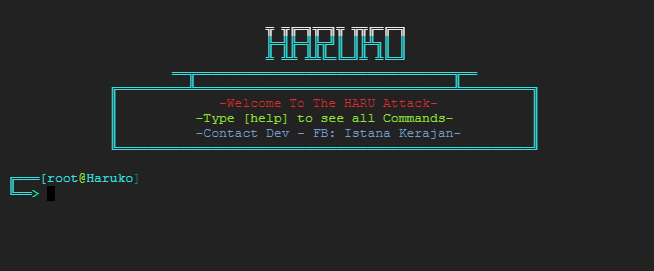 HARUKO
-Welcome To The HARU Attack-
-Type [help] to see all Commands-
-Contact Dev - FB: Istana Kerajan-
[root@Haruko]
>